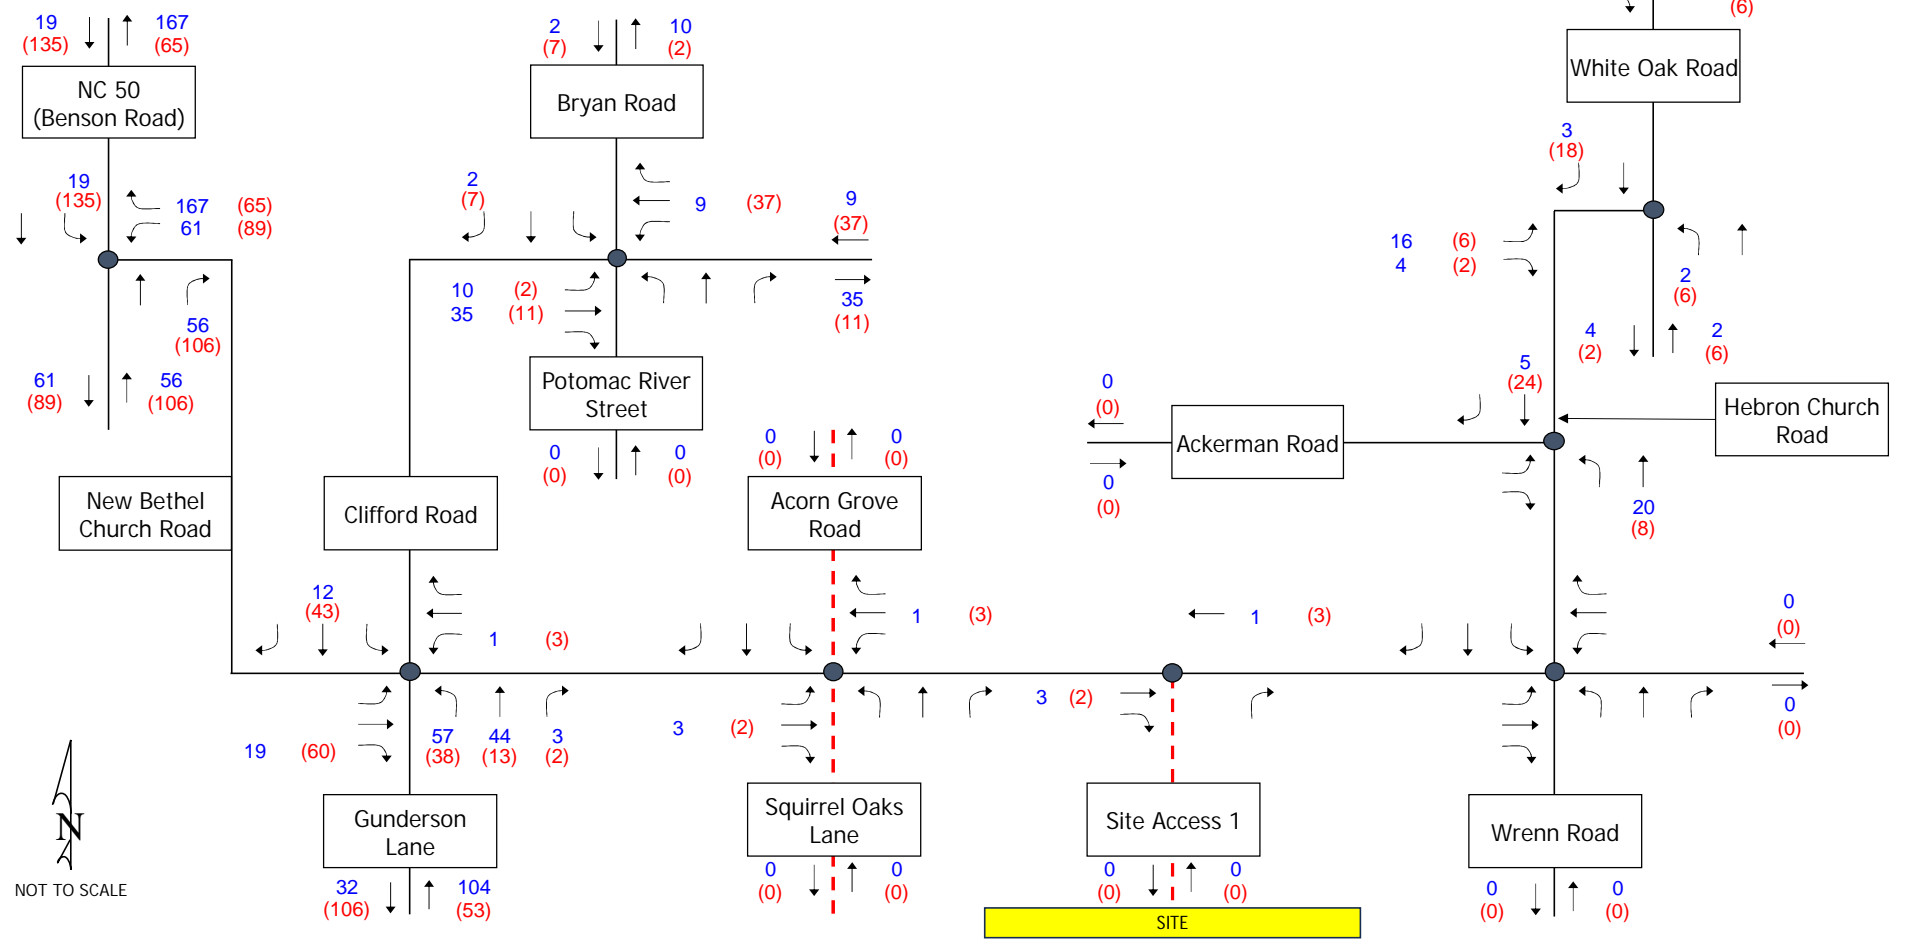 19 167 2 10 (6)
(135) (65) (7) (2)
NC 50
(Benson Road)
Bryan Road
White Oak Road
3
(18)
19
(135)
167 (65)
61 (89)
2
(7)
9 (37)
9
(37)
16 (6)
4 (2)
2
(6)
10 (2)
35 (11)
35
(11)
56
(106)
4 2
(2) (6)
61 56
(89) (106)
Potomac River
Street
0
(0)
5
(24)
Hebron Church
Road
Ackerman Road
0 0
(0) (0)
0 0
(0) (0)
0
(0)
New Bethel
Church Road
Clifford Road
Acorn Grove
Road
20
(8)
12
(43)
1 (3)
1 (3)
1 (3)
0
(0)
19 (60)
57 44 3
(38) (13) (2)
3 (2)
3 (2)
0
(0)
N
NOT TO SCALE
Gunderson
Lane
Squirrel Oaks
Lane
Site Access 1
Wrenn Road
32 104
(106) (53)
0 0
(0) (0)
0 0
(0) (0)
0 0
(0) (0)
SITE